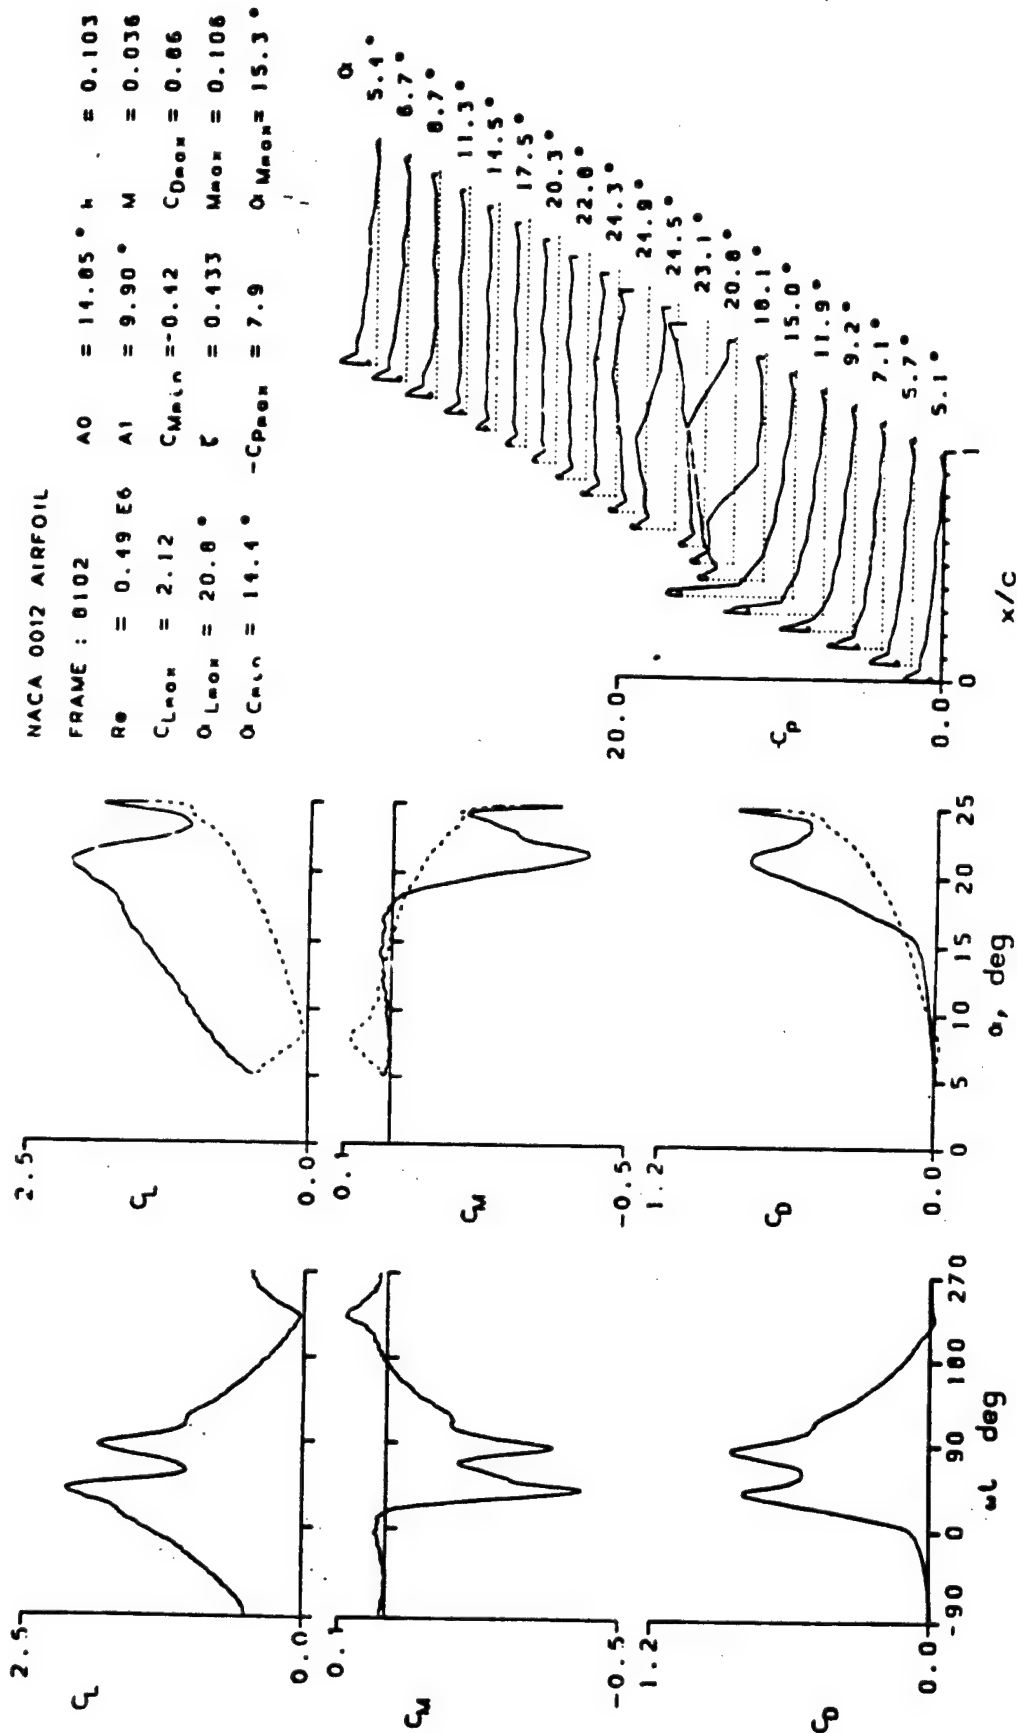 NACA 0012 AIRFOIL
FRAME : 8102 A0 = 14.85 ° k = 0.103
Re = 0.49 E6 A1 = 9.90 ° M = 0.036
CLmax = 2.12 CMmin =-0.42 CDmax = 0.86
α Lmax = 20.8 ° ζ = 0.433 Mmax = 0.106
α Cmin = 14.4 ° -CPmax = 7.9 α Mmax= 15.3 °
2.5
CL
0.0
0.1
CM
-0.5
1.2
CD
0.0
-90 0 90 180 270
ωt deg
2.5
CL
0.0
0.1
CM
-0.5
1.2
CD
0.0
0 5 10 15 20 25
α, deg
20.0
-CP
0.0
0 1
x/c
α
5.4 °
6.7 °
8.7 °
11.3 °
14.5 °
17.5 °
20.3 °
22.8 °
24.3 °
24.9 °
24.5 °
23.1 °
20.8 °
18.1 °
15.0 °
11.9 °
9.2 °
7.1 °
5.7 °
5.1 °